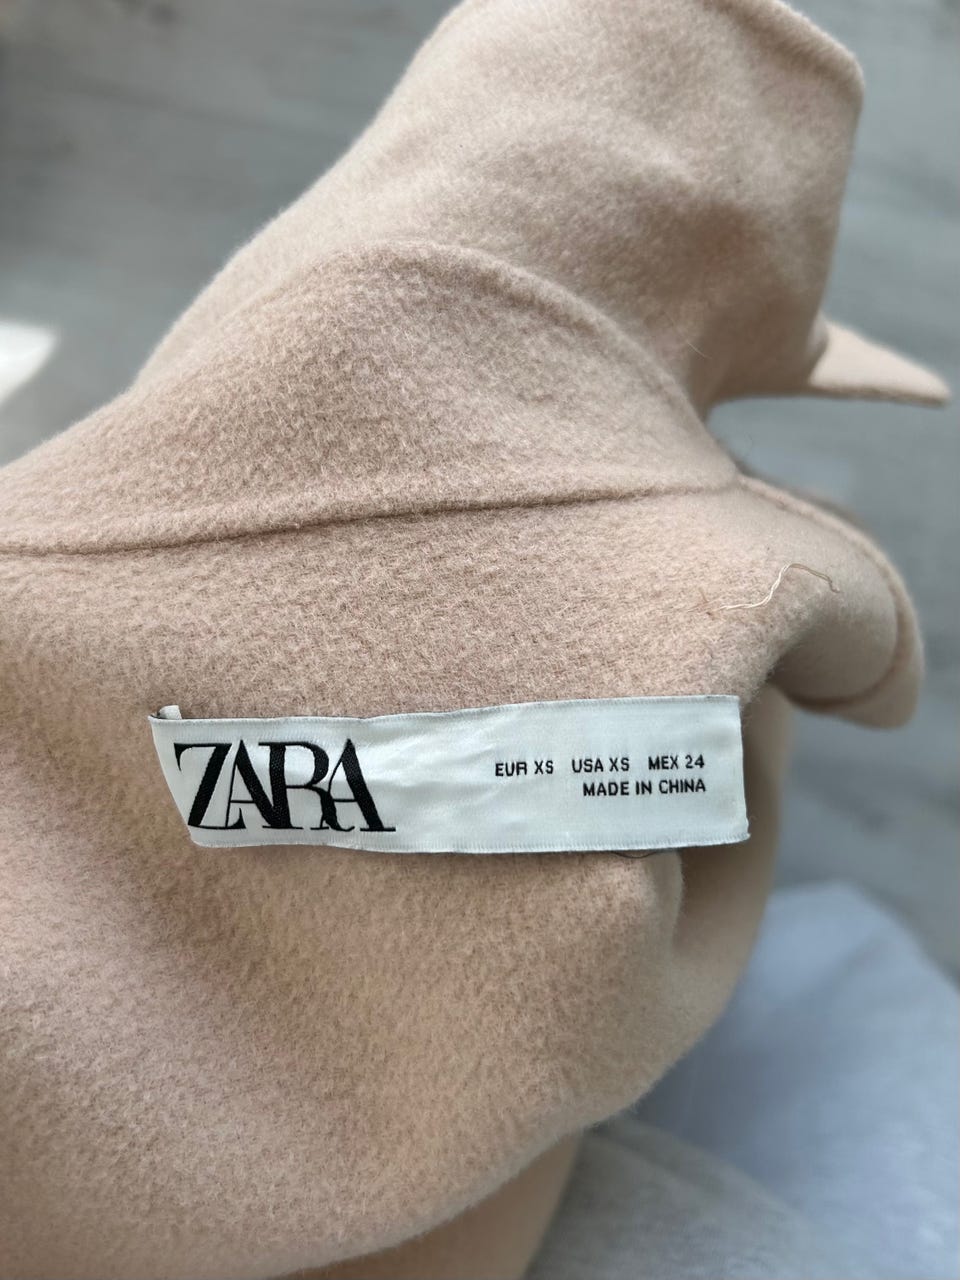 ZARA
EUR XS USA XS MEX 24
MADE IN CHINA